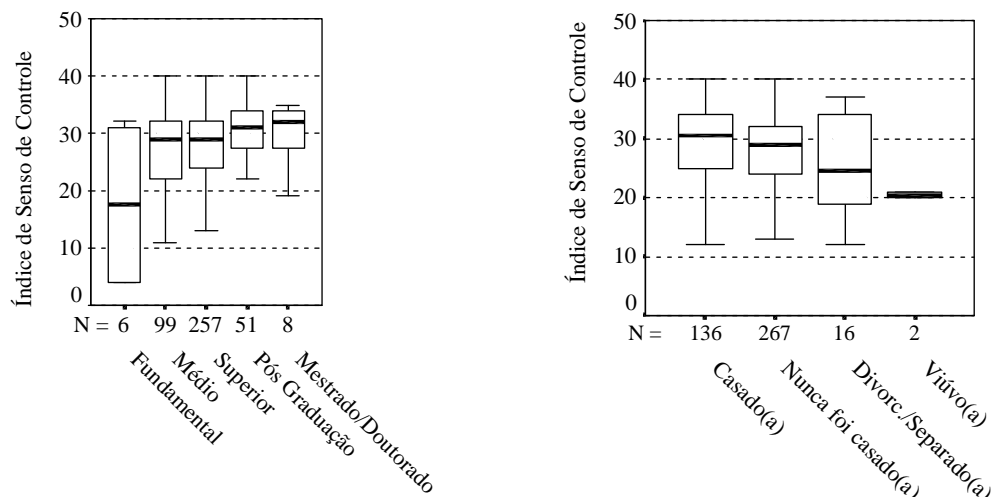 Índice de Senso de Controle
50
40
30
20
10
0
N = 6 99 257 51 8
Fundamental
Médio
Superior
Pós Graduação
Mestrado/Doutorado
Índice de Senso de Controle
50
40
30
20
10
0
N = 136 267 16 2
Casado(a)
Nunca foi casado(a)
Divorc./Separado(a)
Viúvo(a)